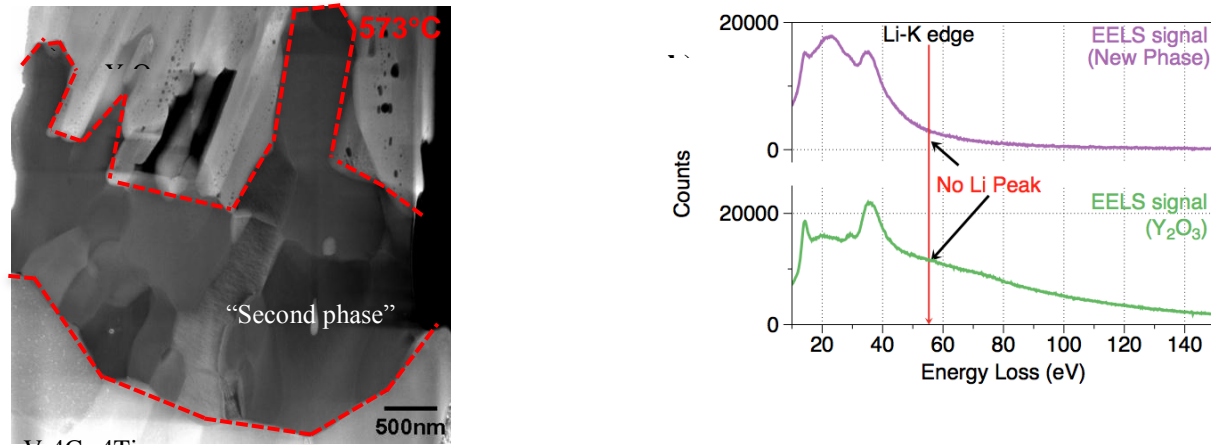 573°C
"Second phase"
500nm
20000
0
20000
0
Counts
Li-K edge
EELS signal
(New Phase)
No Li Peak
EELS signal
(Y₂O₃)
20 40 60 80 100 120 140
Energy Loss (eV)